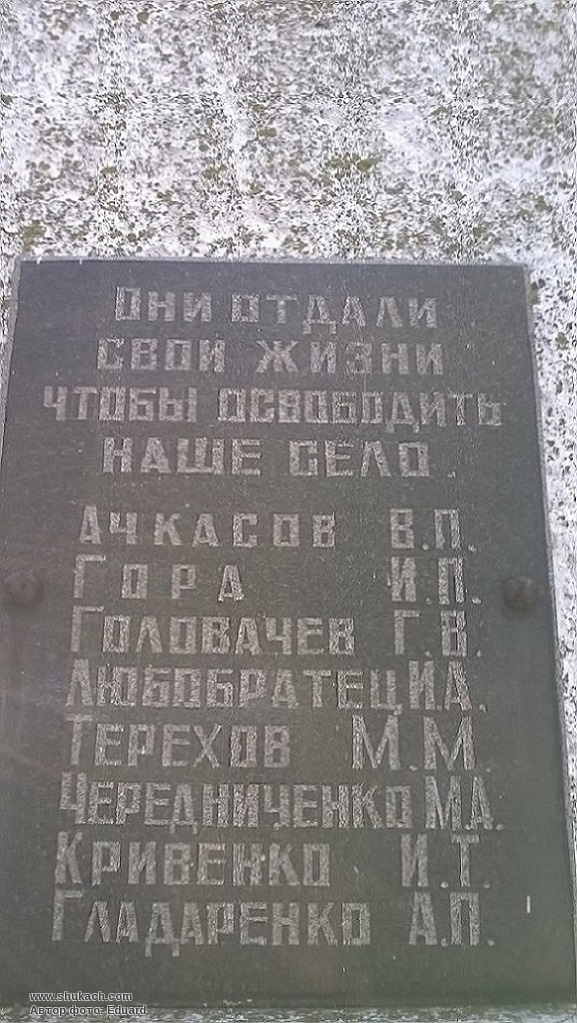 Они отдали
свои жизни
чтобы освободить
наше село.
Ачкасов В.П.
Гора И.П.
Головачев Г.В.
Любобратец И.А.
Терехов М.М.
Чередниченко М.А.
Кривенко И.Т.
Гладаренко А.П.
www.shukach.com
Автор фото: Eduard